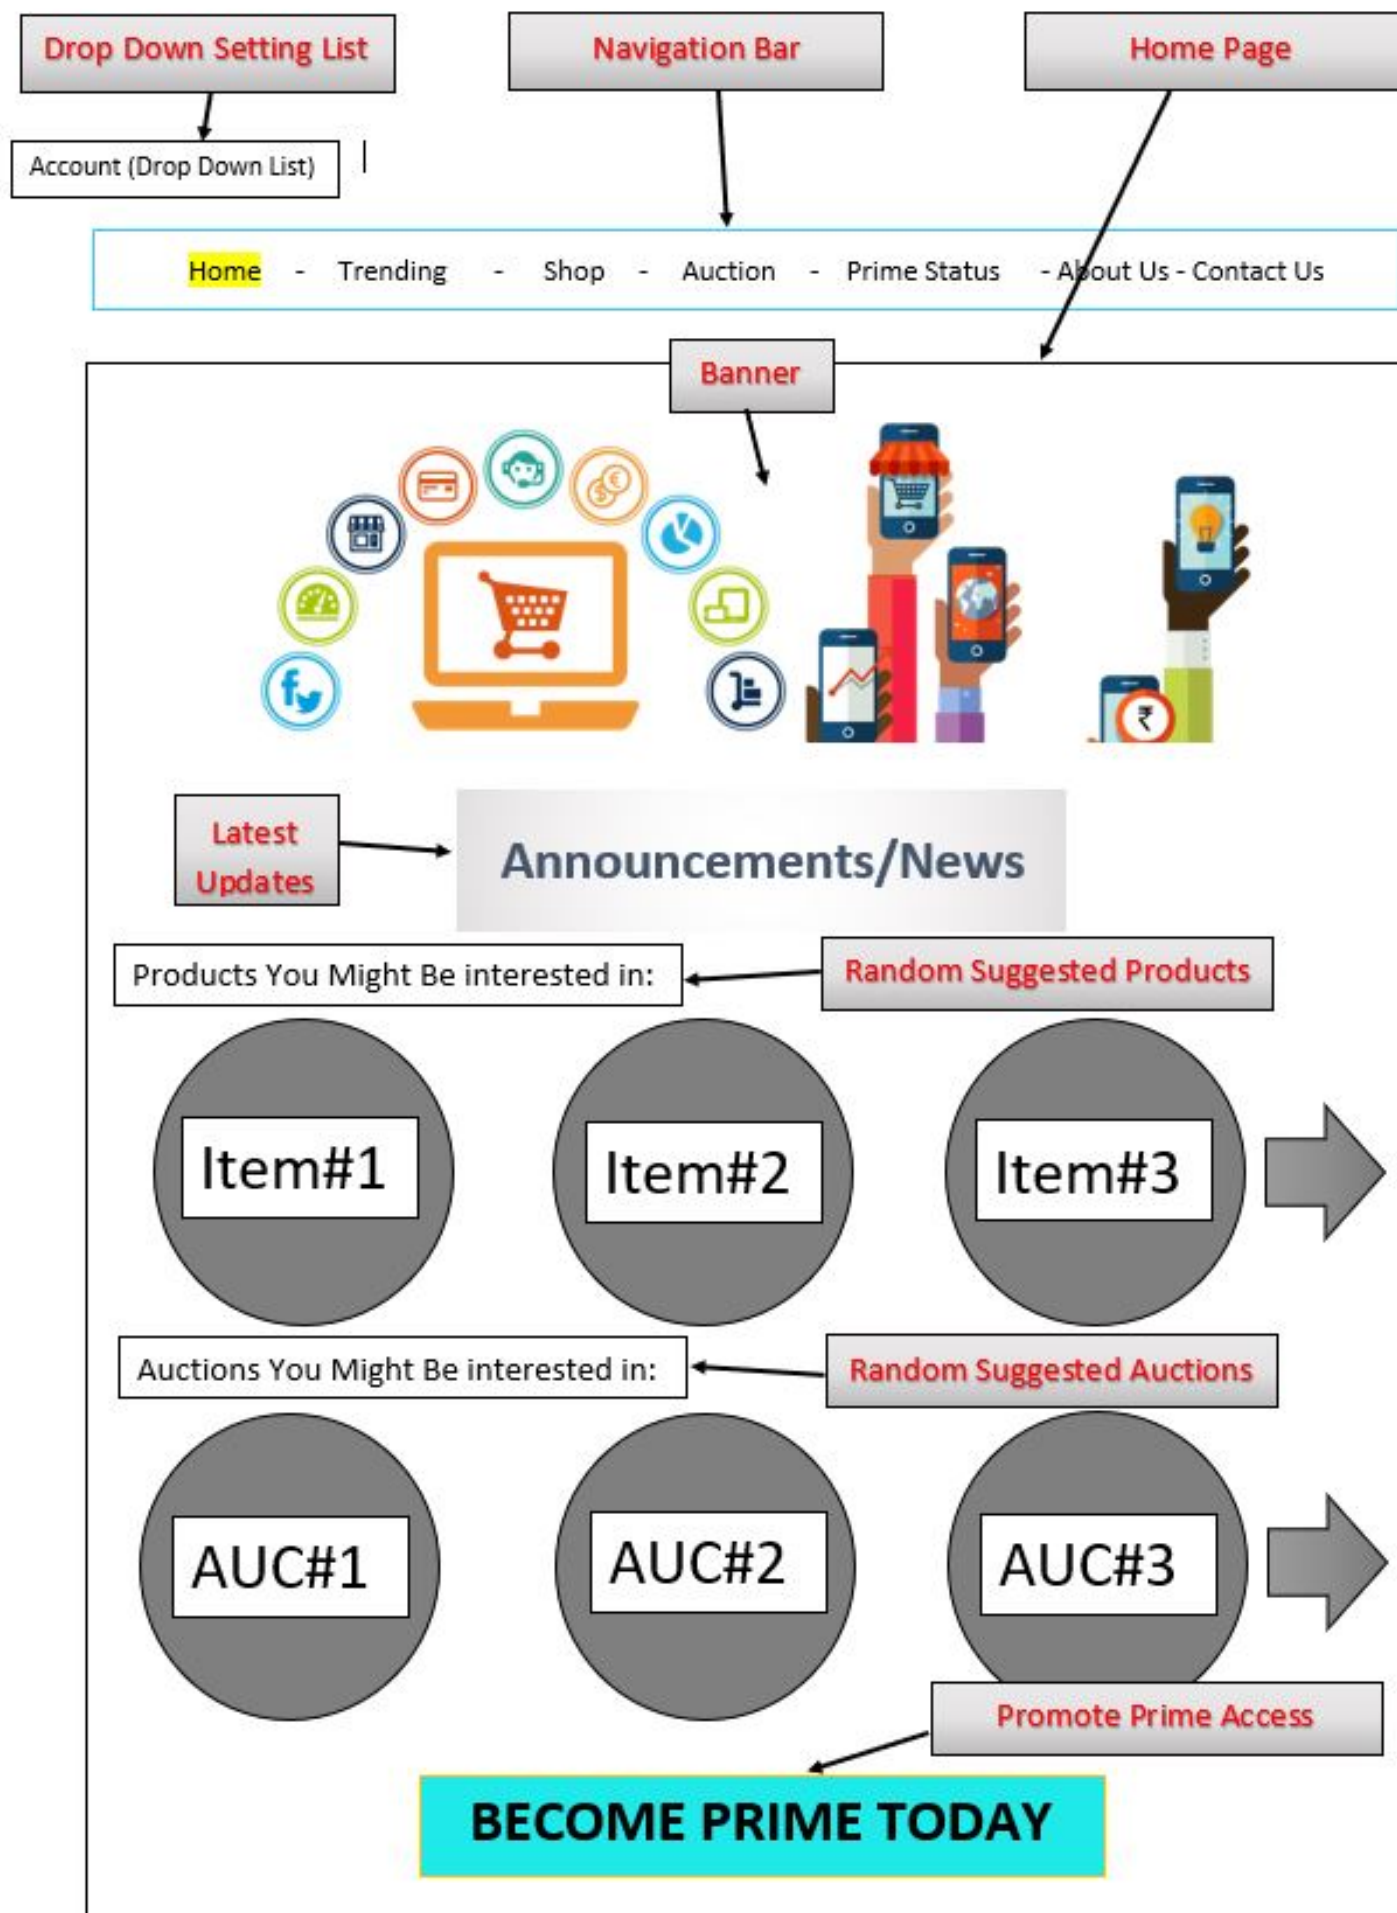 Drop Down Setting List
Navigation Bar
Home Page
Account (Drop Down List)
Home - Trending - Shop - Auction - Prime Status - About Us - Contact Us
Banner
$ €
f
₹
Latest
Updates
Announcements/News
Products You Might Be interested in:
Random Suggested Products
Item#1
Item#2
Item#3
Auctions You Might Be interested in:
Random Suggested Auctions
AUC#1
AUC#2
AUC#3
Promote Prime Access
BECOME PRIME TODAY